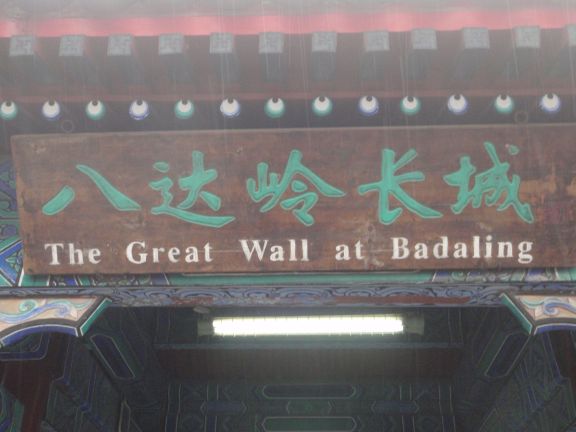 八达岭长城
The Great Wall at Badaling